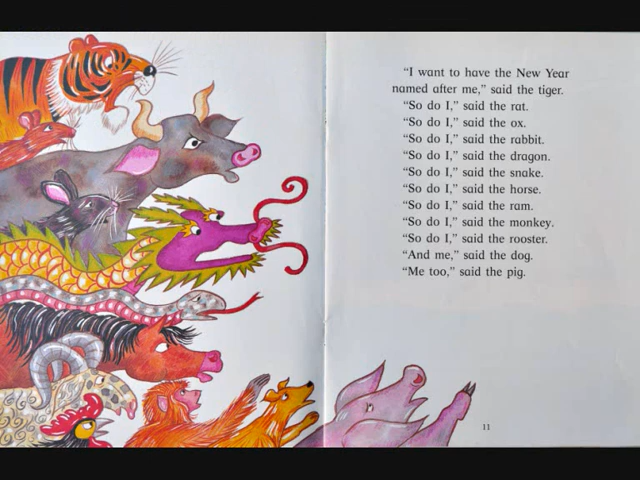 “I want to have the New Year
named after me,” said the tiger.
“So do I,” said the rat.
“So do I,” said the ox.
“So do I,” said the rabbit.
“So do I,” said the dragon.
“So do I,” said the snake.
“So do I,” said the horse.
“So do I,” said the ram.
“So do I,” said the monkey.
“So do I,” said the rooster.
“And me,” said the dog.
“Me too,” said the pig.
11